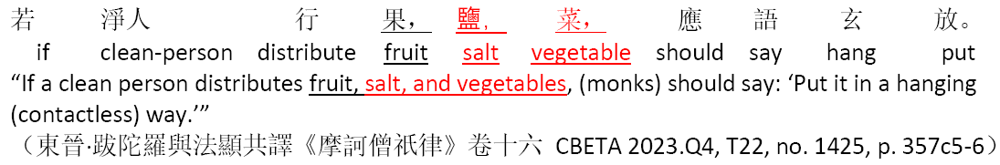 若 淨人 行 果， 鹽， 菜， 應 語 玄 放。
if clean-person distribute fruit salt vegetable should say hang put
“If a clean person distributes fruit, salt, and vegetables, (monks) should say: ‘Put it in a hanging
(contactless) way.’”
（東晉·跋陀羅與法顯共譯《摩訶僧祇律》卷十六 CBETA 2023.Q4, T22, no. 1425, p. 357c5-6）